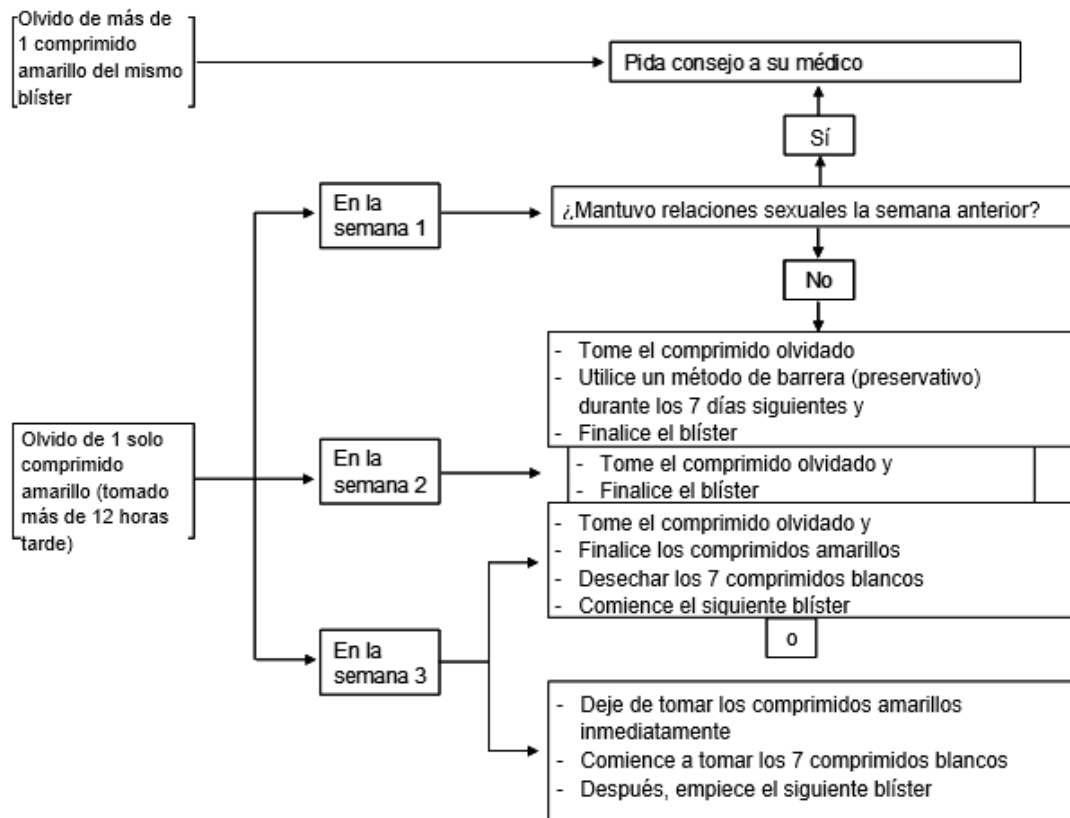 Olvido de más de
1 comprimido
amarillo del mismo
blíster
Pida consejo a su médico
Sí
En la
semana 1
¿Mantuvo relaciones sexuales la semana anterior?
No
- Tome el comprimido olvidado
- Utilice un método de barrera (preservativo)
durante los 7 días siguientes y
- Finalice el blíster
Olvido de 1 solo
comprimido
amarillo (tomado
más de 12 horas
tarde)
En la
semana 2
- Tome el comprimido olvidado y
- Finalice el blíster
- Tome el comprimido olvidado y
- Finalice los comprimidos amarillos
- Desechar los 7 comprimidos blancos
- Comience el siguiente blíster
o
En la
semana 3
- Deje de tomar los comprimidos amarillos
inmediatamente
- Comience a tomar los 7 comprimidos blancos
- Después, empiece el siguiente blíster